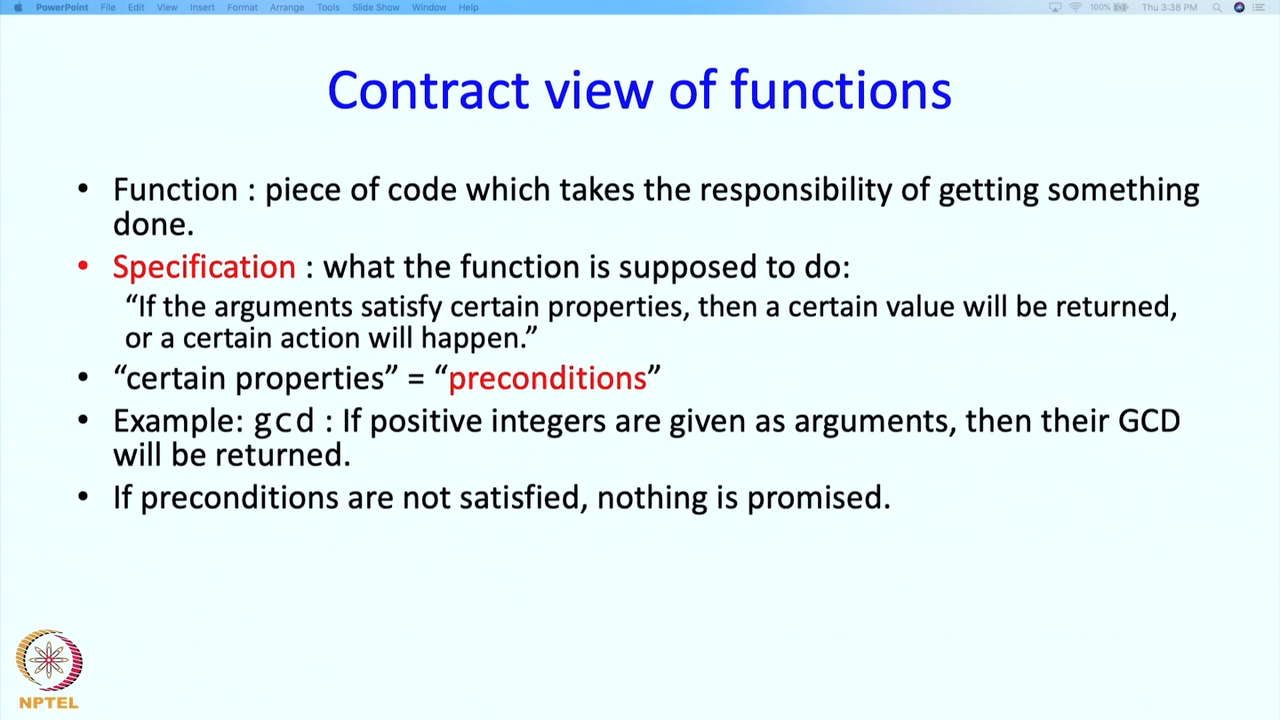 PowerPoint File Edit View Insert Format Arrange Tools Slide Show Window Help 100% Thu 3:38 PM
Contract view of functions
• Function : piece of code which takes the responsibility of getting something
done.
• Specification : what the function is supposed to do:
“If the arguments satisfy certain properties, then a certain value will be returned,
or a certain action will happen.”
• “certain properties” = “preconditions”
• Example: gcd : If positive integers are given as arguments, then their GCD
will be returned.
• If preconditions are not satisfied, nothing is promised.
NPTEL